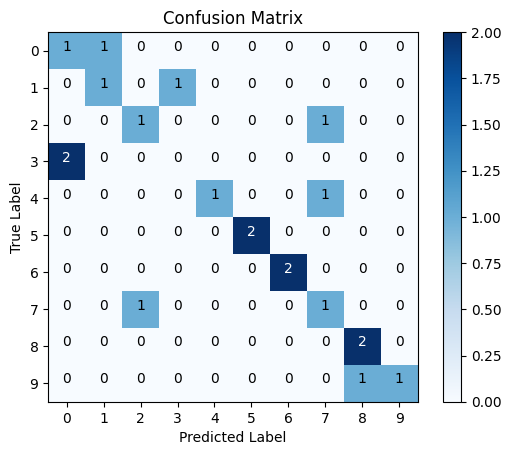 Confusion Matrix
0 1 1 0 0 0 0 0 0 0 0
1 0 1 0 1 0 0 0 0 0 0
2 0 0 1 0 0 0 0 1 0 0
3 2 0 0 0 0 0 0 0 0 0
4 0 0 0 0 1 0 0 1 0 0
5 0 0 0 0 0 2 0 0 0 0
6 0 0 0 0 0 0 2 0 0 0
7 0 0 1 0 0 0 0 1 0 0
8 0 0 0 0 0 0 0 0 2 0
9 0 0 0 0 0 0 0 0 1 1
0 1 2 3 4 5 6 7 8 9
True Label
Predicted Label
2.00
1.75
1.50
1.25
1.00
0.75
0.50
0.25
0.00